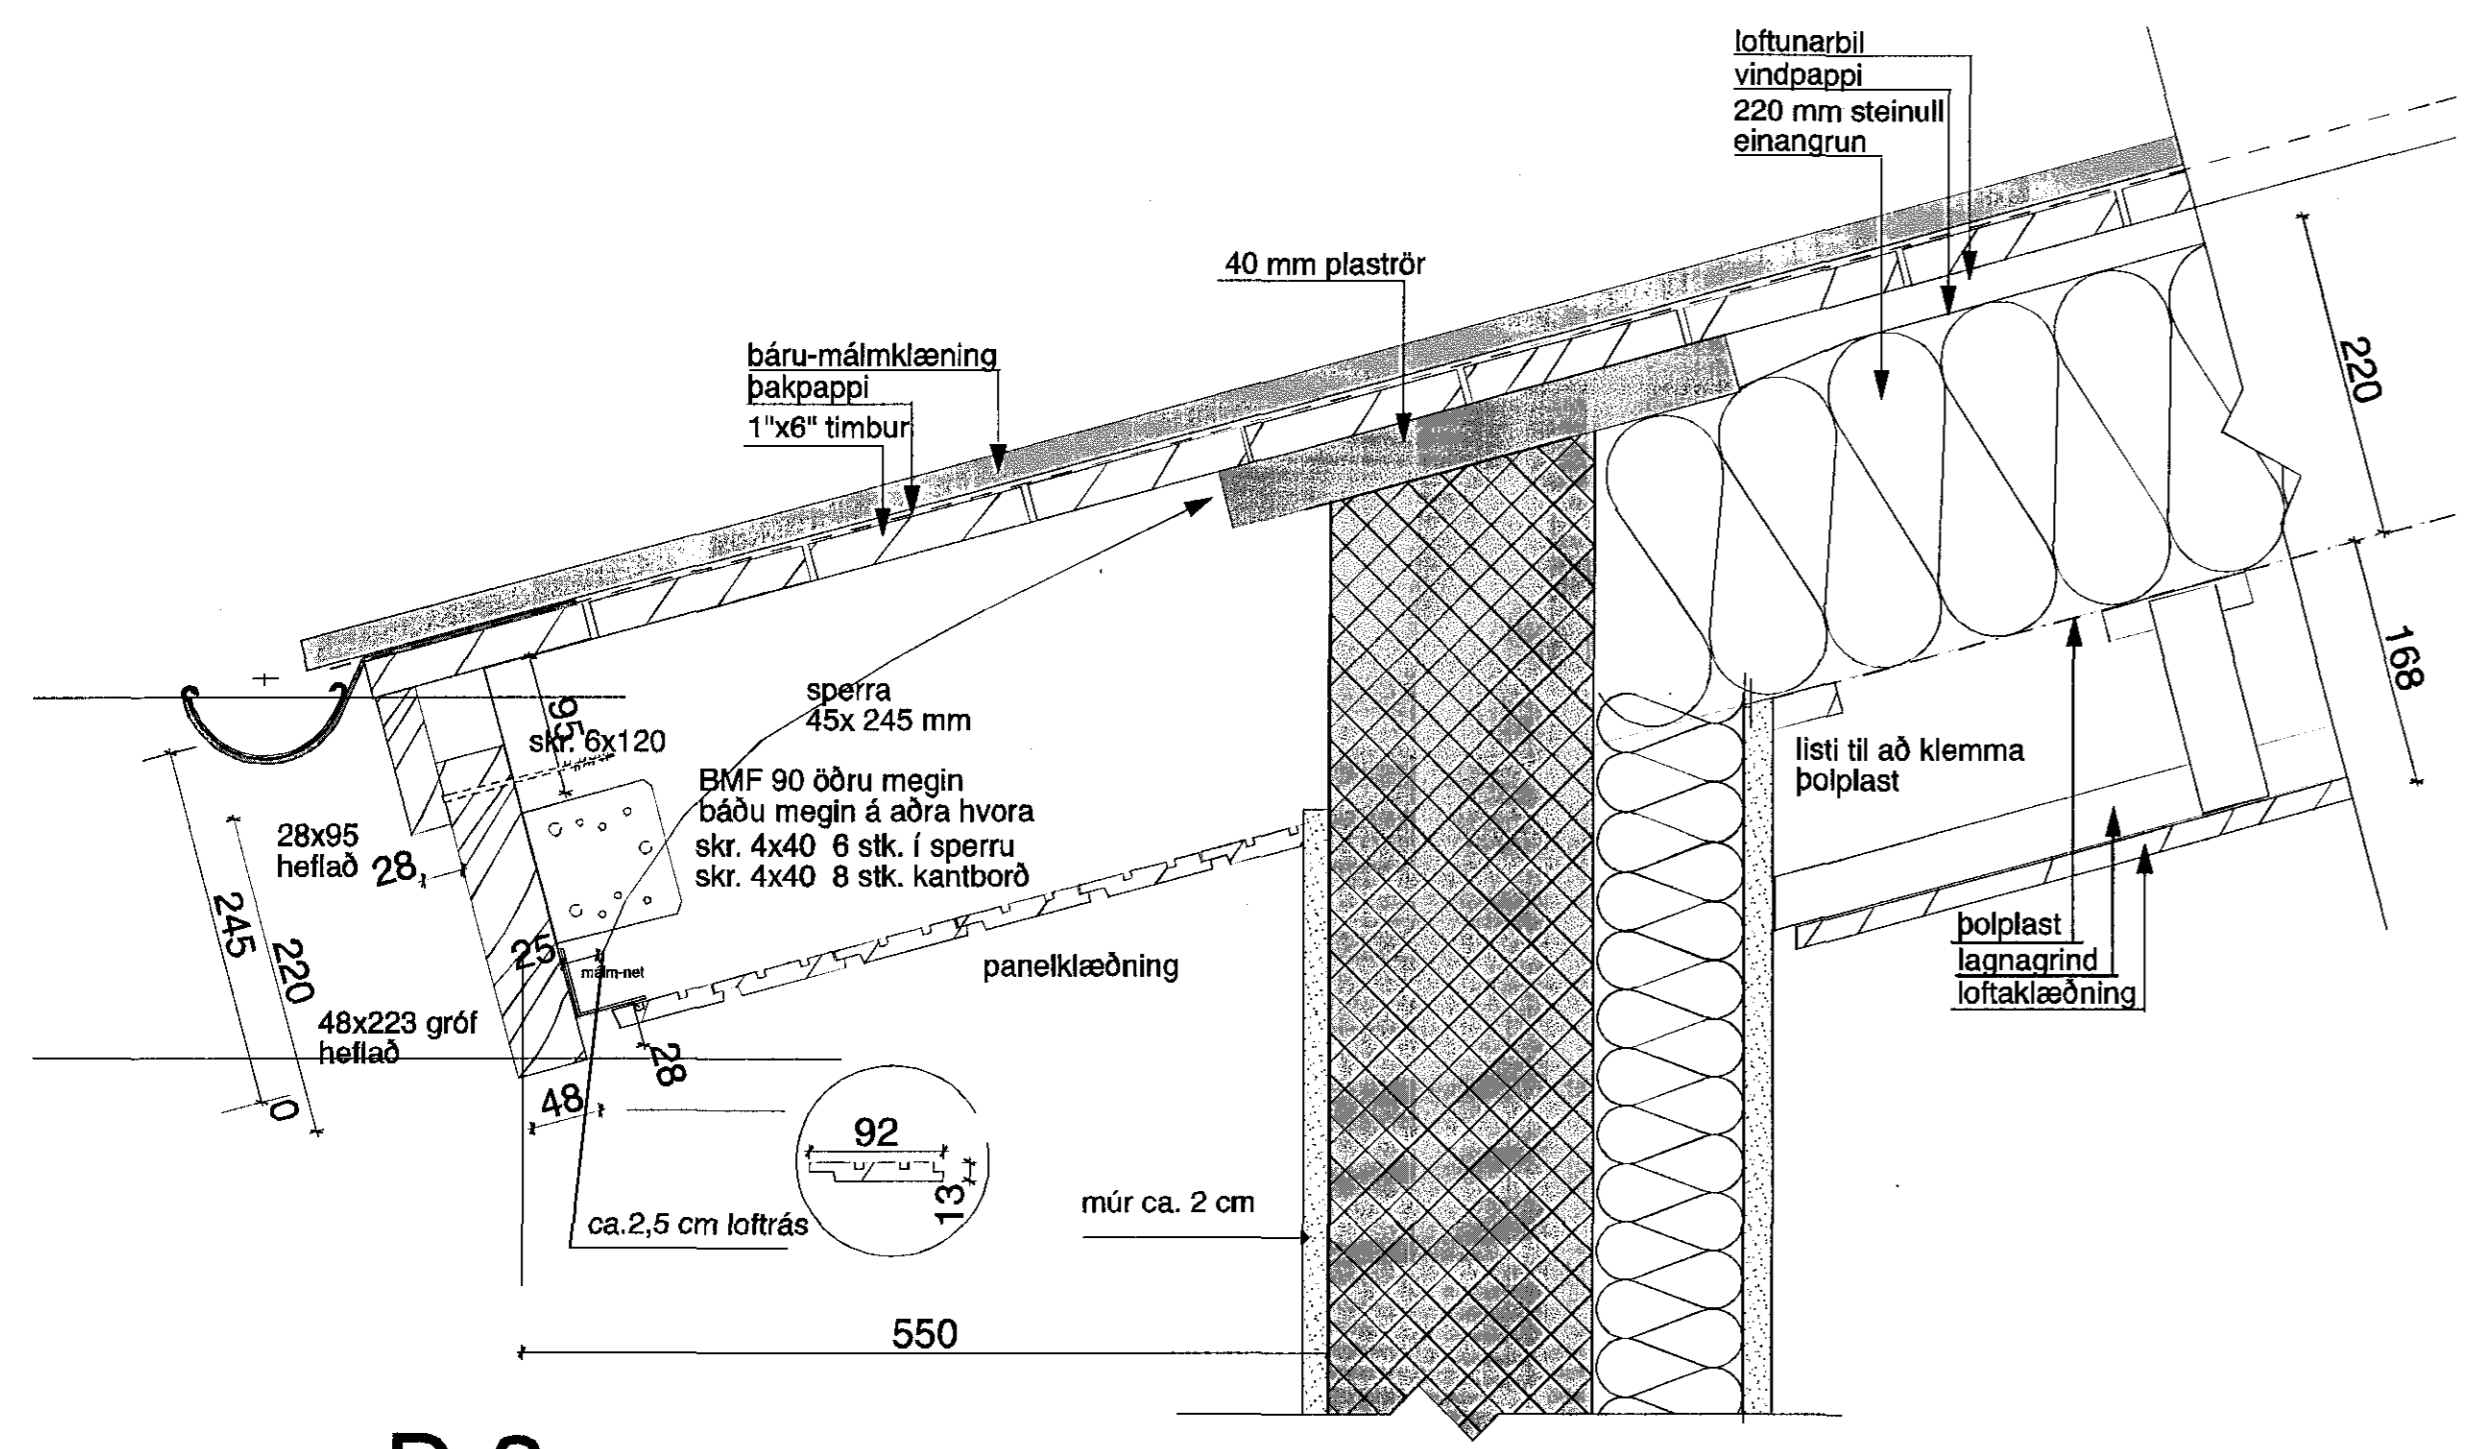 loftunarbil
vindpappi
220 mm steinull
einangrun
40 mm plaströr
báru-málmklæning
þakpappi
1"x6" timbur
220
168
95
skr. 6x120
sperra
45x 245 mm
BMF 90 öðru megin
báðu megin á aðra hvora
skr. 4x40 6 stk. í sperru
skr. 4x40 8 stk. kantborð
listi til að klemma
þolplast
28x95
heflað
28
245
220
25
málm-net
panelklæðning
þolplast
lagnagrind
loftaklæðning
48x223 gróf
heflað
28
0
48
92
13
ca.2,5 cm loftrás
múr ca. 2 cm
550